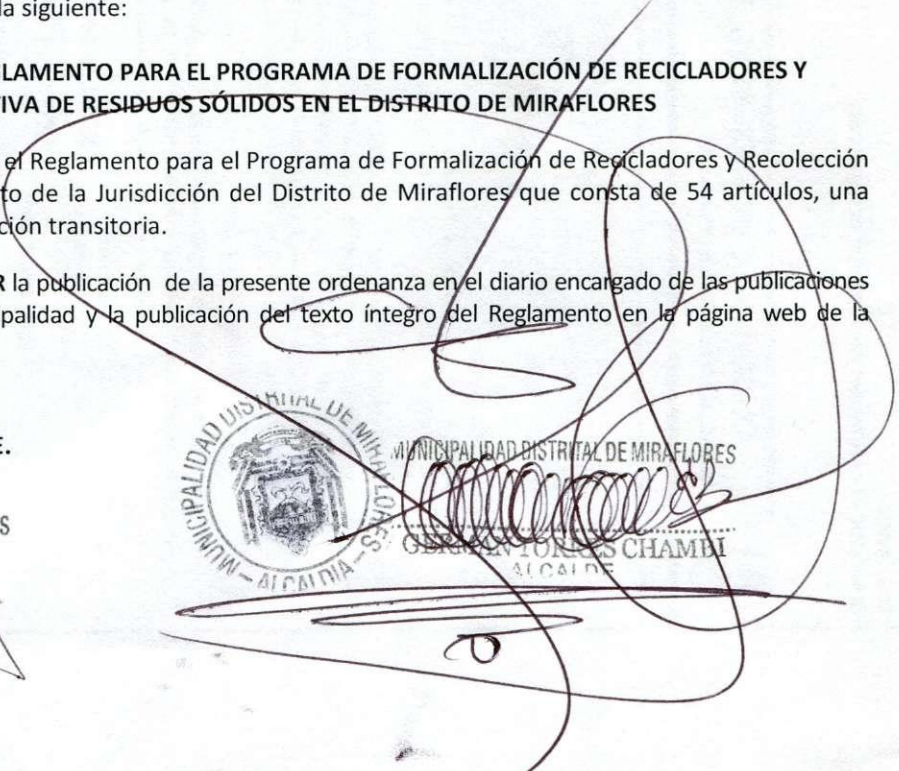 la siguiente:
LAMENTO PARA EL PROGRAMA DE FORMALIZACIÓN DE RECICLADORES Y
IVA DE RESIDUOS SÓLIDOS EN EL DISTRITO DE MIRAFLORES
el Reglamento para el Programa de Formalización de Recicladores y Recolección
to de la Jurisdicción del Distrito de Miraflores que consta de 54 artículos, una
ción transitoria.
R la publicación de la presente ordenanza en el diario encargado de las publicaciones
palidad y la publicación del texto íntegro del Reglamento en la página web de la
E.
S
MUNICIPALIDAD DISTRITAL DE MIRAFLORES
- ALCALDIA -
MUNICIPALIDAD DISTRITAL DE MIRAFLORES
GERMAN TORRES CHAMBI
ALCALDE